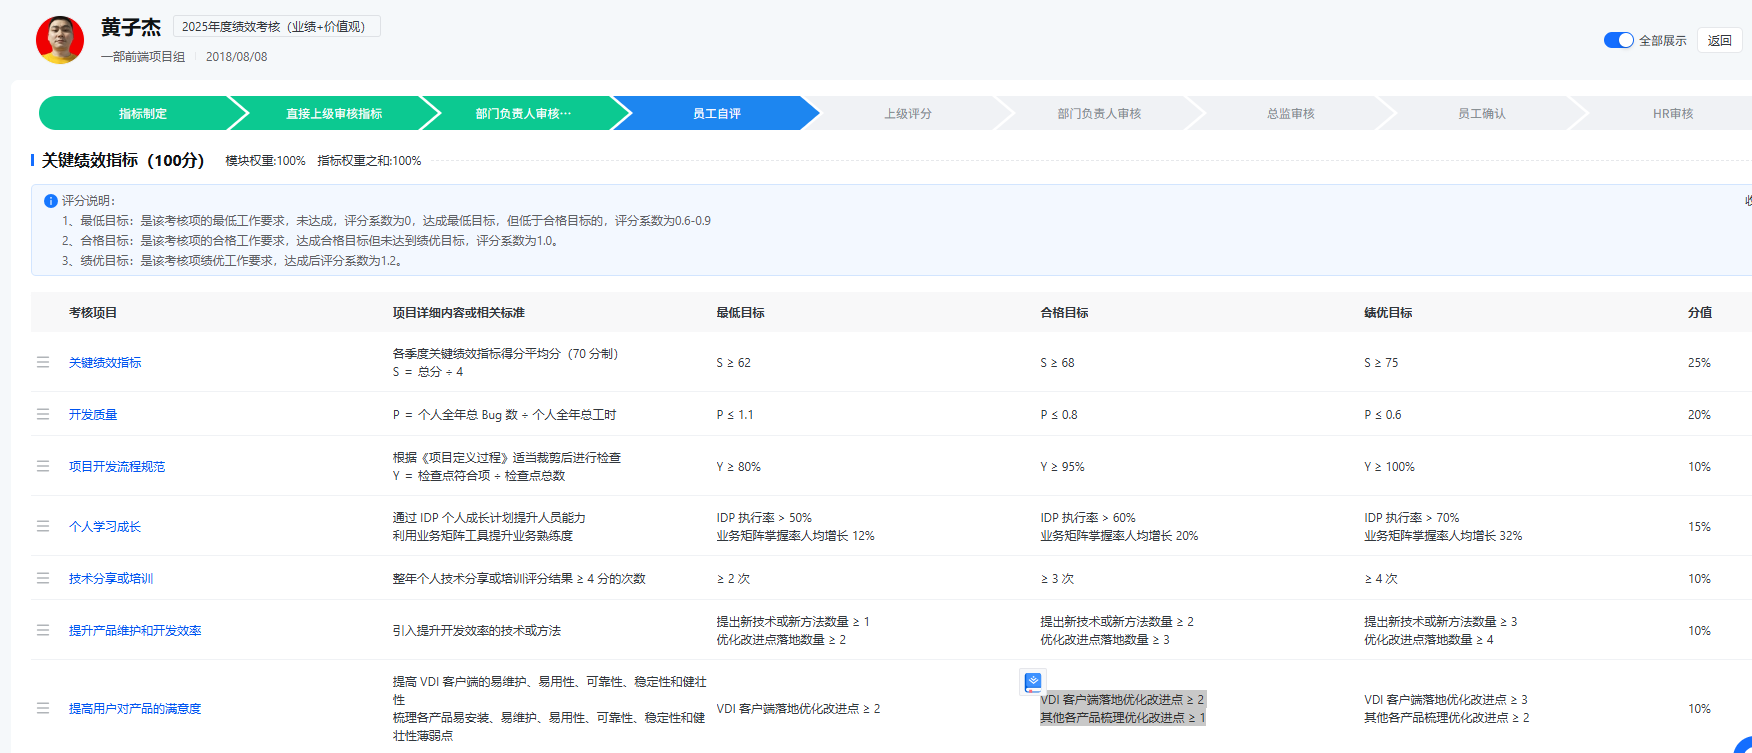 黄子杰 2025年度绩效考核（业绩+价值观）
一部前端项目组 2018/08/08
全部展示 返回
指标制定 直接上级审核指标 部门负责人审核··· 员工自评 上级评分 部门负责人审核 总监审核 员工确认 HR审核
关键绩效指标（100分） 模块权重:100% 指标权重之和:100%
评分说明： 收
1、最低目标：是该考核项的最低工作要求，未达成，评分系数为0，达成最低目标，但低于合格目标的，评分系数为0.6-0.9
2、合格目标：是该考核项的合格工作要求，达成合格目标但未达到绩优目标，评分系数为1.0。
3、绩优目标：是该考核项绩优工作要求，达成后评分系数为1.2。
考核项目 项目详细内容或相关标准 最低目标 合格目标 绩优目标 分值
关键绩效指标
各季度关键绩效指标得分平均分（70 分制）
S = 总分 ÷ 4
S ≥ 62
S ≥ 68
S ≥ 75
25%
开发质量
P = 个人全年总 Bug 数 ÷ 个人全年总工时
P ≤ 1.1
P ≤ 0.8
P ≤ 0.6
20%
项目开发流程规范
根据《项目定义过程》适当裁剪后进行检查
Y = 检查点符合项 ÷ 检查点总数
Y ≥ 80%
Y ≥ 95%
Y ≥ 100%
10%
个人学习成长
通过 IDP 个人成长计划提升人员能力
利用业务矩阵工具提升业务熟练度
IDP 执行率 > 50%
业务矩阵掌握率人均增长 12%
IDP 执行率 > 60%
业务矩阵掌握率人均增长 20%
IDP 执行率 > 70%
业务矩阵掌握率人均增长 32%
15%
技术分享或培训
整年个人技术分享或培训评分结果 ≥ 4 分的次数
≥ 2 次
≥ 3 次
≥ 4 次
10%
提升产品维护和开发效率
引入提升开发效率的技术或方法
提出新技术或新方法数量 ≥ 1
优化改进点落地数量 ≥ 2
提出新技术或新方法数量 ≥ 2
优化改进点落地数量 ≥ 3
提出新技术或新方法数量 ≥ 3
优化改进点落地数量 ≥ 4
10%
提高用户对产品的满意度
提高 VDI 客户端的易维护、易用性、可靠性、稳定性和健壮
性
梳理各产品易安装、易维护、易用性、可靠性、稳定性和健
壮性薄弱点
VDI 客户端落地优化改进点 ≥ 2
VDI 客户端落地优化改进点 ≥ 2
其他各产品梳理优化改进点 ≥ 1
VDI 客户端落地优化改进点 ≥ 3
其他各产品梳理优化改进点 ≥ 2
10%